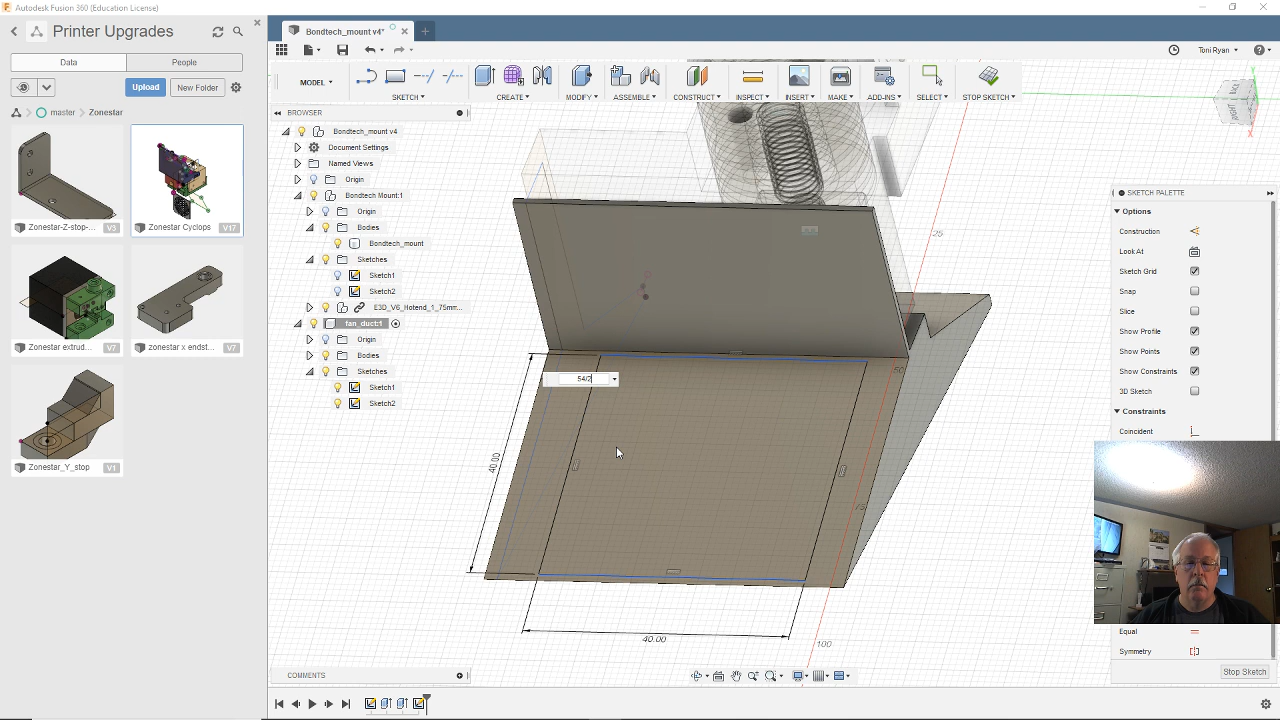 Autodesk Fusion 360 (Education License)
Printer Upgrades
Bondtech_mount v4*
Data
People
Upload
New Folder
Zonestar
V3
V17
Zonestar extrud...
V7
zonestar x endst...
V7
Zonestar_Y_stop
V1
Toni Ryan
MODEL
SKETCH
CREATE
MODIFY
ASSEMBLE
CONSTRUCT
INSPECT
INSERT
MAKE
ADD-INS
SELECT
STOP SKETCH
BROWSER
Bondtech_mount v4
Document Settings
Named Views
Origin
Bondtech Mount:1
Origin
Bodies
Bondtech_mount
Sketches
Sketch1
Sketch2
E3D_V6_Hotend_1_75mm...
fan_duct:1
Origin
Bodies
Sketches
Sketch1
Sketch2
25
50
54/2
40.00
75
40.00
100
SKETCH PALETTE
Options
Construction
Look At
Sketch Grid
Snap
Slice
Show Profile
Show Points
Show Constraints
3D Sketch
Constraints
Coincident
Equal
Symmetry
Stop Sketch
COMMENTS